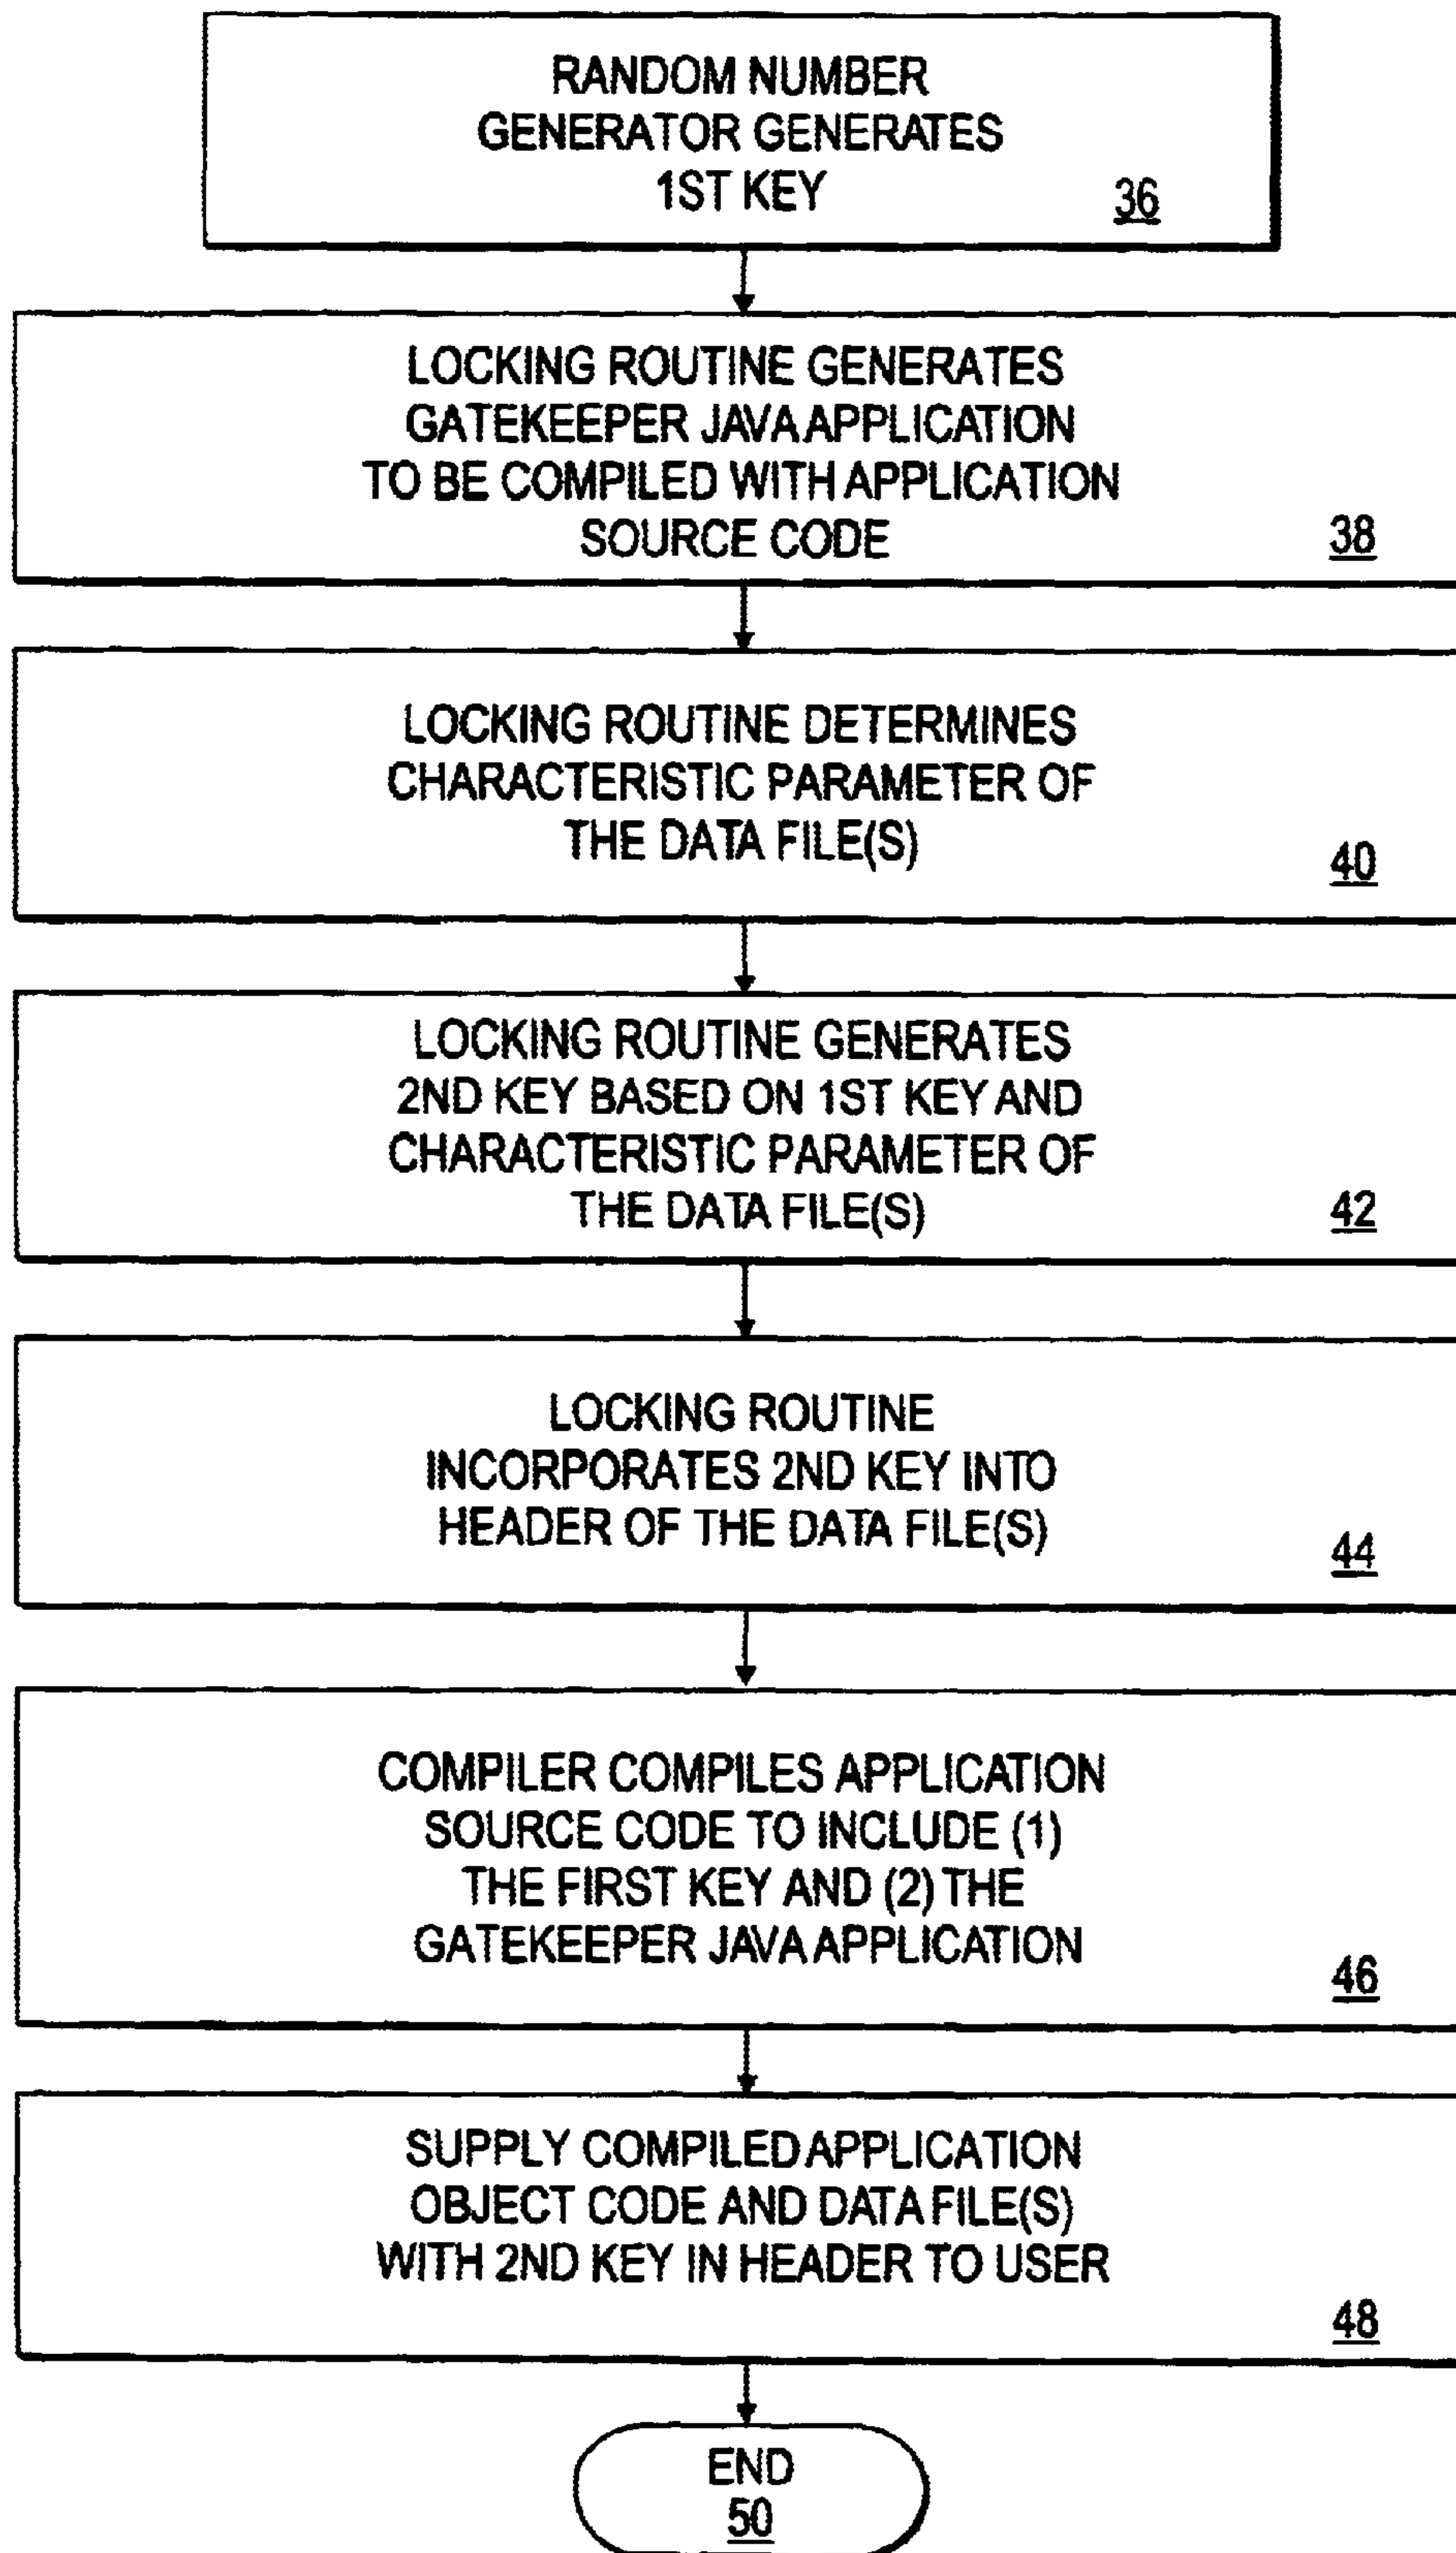 RANDOM NUMBER
GENERATOR GENERATES
1ST KEY
36
LOCKING ROUTINE GENERATES
GATEKEEPER JAVA APPLICATION
TO BE COMPILED WITH APPLICATION
SOURCE CODE
38
LOCKING ROUTINE DETERMINES
CHARACTERISTIC PARAMETER OF
THE DATA FILE(S)
40
LOCKING ROUTINE GENERATES
2ND KEY BASED ON 1ST KEY AND
CHARACTERISTIC PARAMETER OF
THE DATA FILE(S)
42
LOCKING ROUTINE
INCORPORATES 2ND KEY INTO
HEADER OF THE DATA FILE(S)
44
COMPILER COMPILES APPLICATION
SOURCE CODE TO INCLUDE (1)
THE FIRST KEY AND (2) THE
GATEKEEPER JAVA APPLICATION
46
SUPPLY COMPILED APPLICATION
OBJECT CODE AND DATA FILE(S)
WITH 2ND KEY IN HEADER TO USER
48
END
50